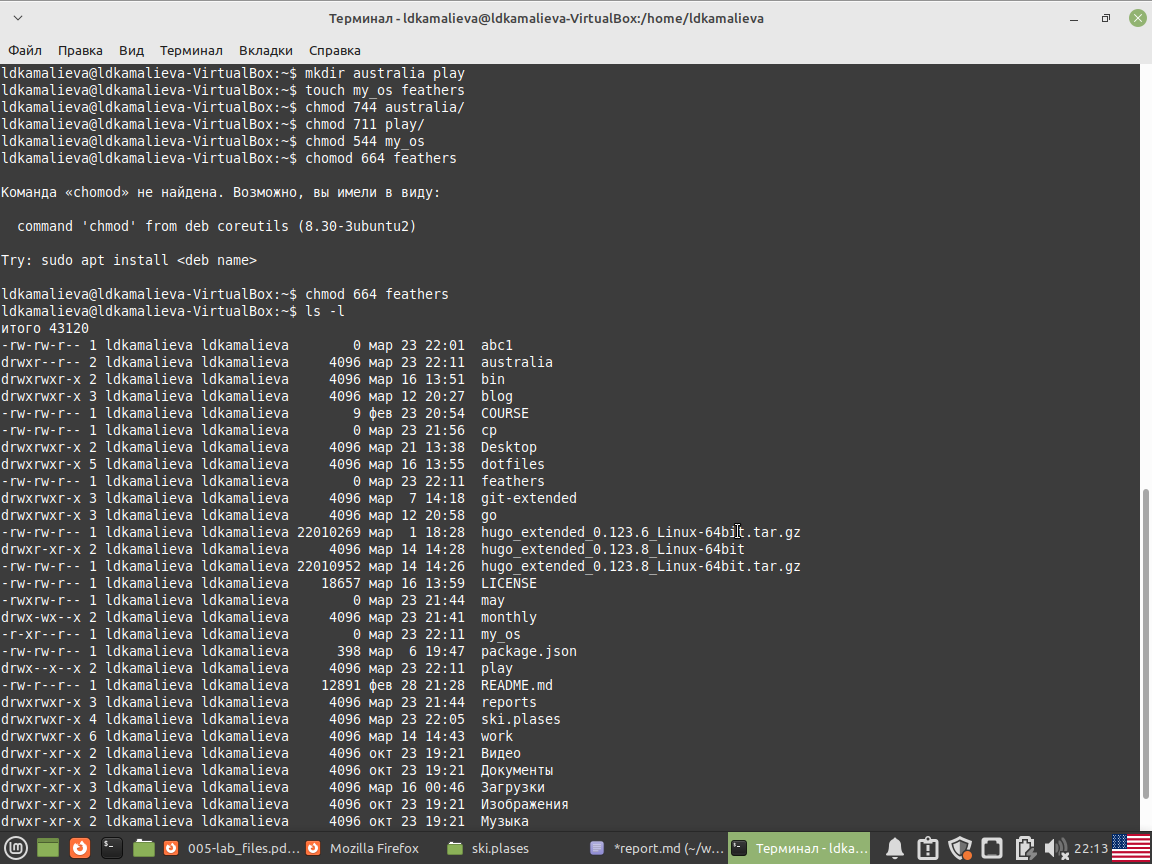 Терминал - ldkamalieva@ldkamalieva-VirtualBox:/home/ldkamalieva
Файл Правка Вид Терминал Вкладки Справка
ldkamalieva@ldkamalieva-VirtualBox:~$ mkdir australia play
ldkamalieva@ldkamalieva-VirtualBox:~$ touch my_os feathers
ldkamalieva@ldkamalieva-VirtualBox:~$ chmod 744 australia/
ldkamalieva@ldkamalieva-VirtualBox:~$ chmod 711 play/
ldkamalieva@ldkamalieva-VirtualBox:~$ chmod 544 my_os
ldkamalieva@ldkamalieva-VirtualBox:~$ chomod 664 feathers
Команда «chomod» не найдена. Возможно, вы имели в виду:
command 'chmod' from deb coreutils (8.30-3ubuntu2)
Try: sudo apt install <deb name>
ldkamalieva@ldkamalieva-VirtualBox:~$ chmod 664 feathers
ldkamalieva@ldkamalieva-VirtualBox:~$ ls -l
итого 43120
-rw-rw-r-- 1 ldkamalieva ldkamalieva 0 мар 23 22:01 abc1
drwxr--r-- 2 ldkamalieva ldkamalieva 4096 мар 23 22:11 australia
drwxrwxr-x 2 ldkamalieva ldkamalieva 4096 мар 16 13:51 bin
drwxrwxr-x 3 ldkamalieva ldkamalieva 4096 мар 12 20:27 blog
-rw-rw-r-- 1 ldkamalieva ldkamalieva 9 фев 23 20:54 COURSE
-rw-rw-r-- 1 ldkamalieva ldkamalieva 0 мар 23 21:56 cp
drwxrwxr-x 2 ldkamalieva ldkamalieva 4096 мар 21 13:38 Desktop
drwxrwxr-x 5 ldkamalieva ldkamalieva 4096 мар 16 13:55 dotfiles
-rw-rw-r-- 1 ldkamalieva ldkamalieva 0 мар 23 22:11 feathers
drwxrwxr-x 3 ldkamalieva ldkamalieva 4096 мар 7 14:18 git-extended
drwxrwxr-x 3 ldkamalieva ldkamalieva 4096 мар 12 20:58 go
-rw-rw-r-- 1 ldkamalieva ldkamalieva 22010269 мар 1 18:28 hugo_extended_0.123.6_Linux-64bit.tar.gz
drwxr-xr-x 2 ldkamalieva ldkamalieva 4096 мар 14 14:28 hugo_extended_0.123.8_Linux-64bit
-rw-rw-r-- 1 ldkamalieva ldkamalieva 22010952 мар 14 14:26 hugo_extended_0.123.8_Linux-64bit.tar.gz
-rw-rw-r-- 1 ldkamalieva ldkamalieva 18657 мар 16 13:59 LICENSE
-rwxrw-r-- 1 ldkamalieva ldkamalieva 0 мар 23 21:44 may
drwx-wx--x 2 ldkamalieva ldkamalieva 4096 мар 23 21:41 monthly
-r-xr--r-- 1 ldkamalieva ldkamalieva 0 мар 23 22:11 my_os
-rw-rw-r-- 1 ldkamalieva ldkamalieva 398 мар 6 19:47 package.json
drwx--x--x 2 ldkamalieva ldkamalieva 4096 мар 23 22:11 play
-rw-r--r-- 1 ldkamalieva ldkamalieva 12891 фев 28 21:28 README.md
drwxrwxr-x 3 ldkamalieva ldkamalieva 4096 мар 23 21:44 reports
drwxrwxr-x 4 ldkamalieva ldkamalieva 4096 мар 23 22:05 ski.plases
drwxrwxr-x 6 ldkamalieva ldkamalieva 4096 мар 14 14:43 work
drwxr-xr-x 2 ldkamalieva ldkamalieva 4096 окт 23 19:21 Видео
drwxr-xr-x 2 ldkamalieva ldkamalieva 4096 окт 23 19:21 Документы
drwxr-xr-x 3 ldkamalieva ldkamalieva 4096 мар 16 00:46 Загрузки
drwxr-xr-x 2 ldkamalieva ldkamalieva 4096 окт 23 19:21 Изображения
drwxr-xr-x 2 ldkamalieva ldkamalieva 4096 окт 23 19:21 Музыка
005-lab_files.pd... Mozilla Firefox ski.plases *report.md (~/w... Терминал - ldka... 22:13